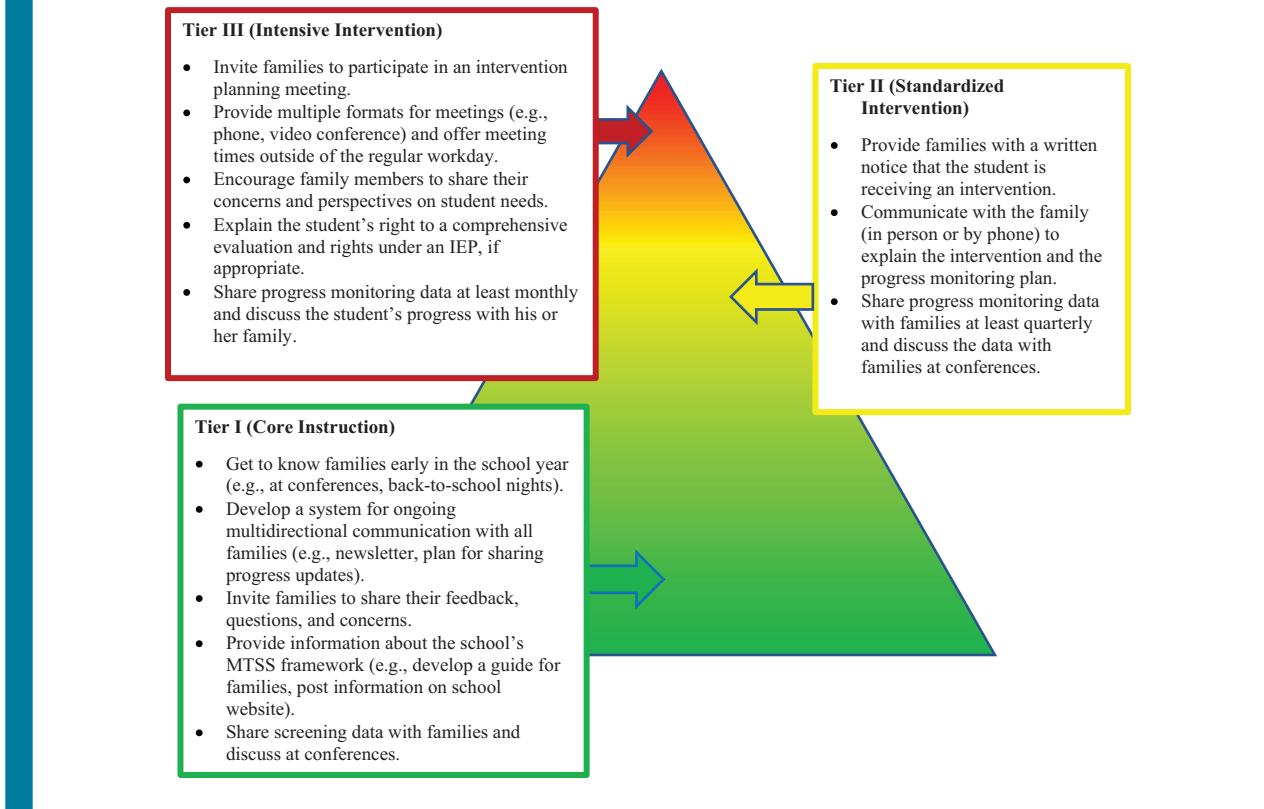 Tier III (Intensive Intervention)
• Invite families to participate in an intervention
planning meeting.
• Provide multiple formats for meetings (e.g.,
phone, video conference) and offer meeting
times outside of the regular workday.
• Encourage family members to share their
concerns and perspectives on student needs.
• Explain the student’s right to a comprehensive
evaluation and rights under an IEP, if
appropriate.
• Share progress monitoring data at least monthly
and discuss the student’s progress with his or
her family.
Tier II (Standardized
Intervention)
• Provide families with a written
notice that the student is
receiving an intervention.
• Communicate with the family
(in person or by phone) to
explain the intervention and the
progress monitoring plan.
• Share progress monitoring data
with families at least quarterly
and discuss the data with
families at conferences.
Tier I (Core Instruction)
• Get to know families early in the school year
(e.g., at conferences, back-to-school nights).
• Develop a system for ongoing
multidirectional communication with all
families (e.g., newsletter, plan for sharing
progress updates).
• Invite families to share their feedback,
questions, and concerns.
• Provide information about the school’s
MTSS framework (e.g., develop a guide for
families, post information on school
website).
• Share screening data with families and
discuss at conferences.